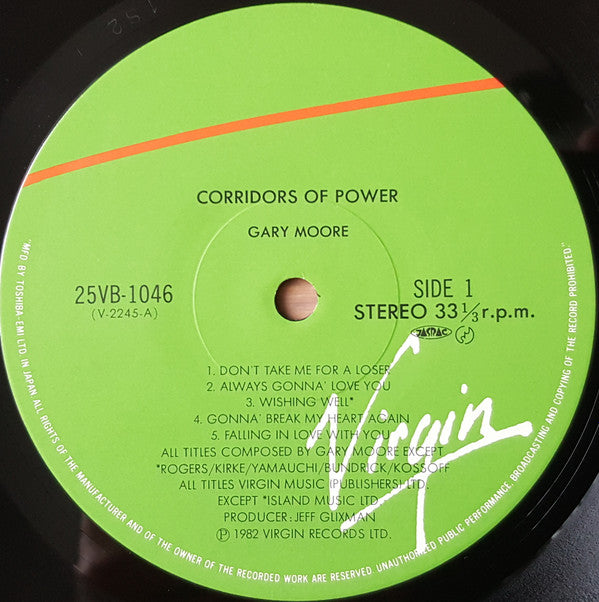 CORRIDORS OF POWER
GARY MOORE
25VB-1046
(V-2245-A)
SIDE 1
STEREO 33 1/3 r.p.m.
JASRAC
1. DON'T TAKE ME FOR A LOSER
2. ALWAYS GONNA' LOVE YOU
3. WISHING WELL*
4. GONNA' BREAK MY HEART AGAIN
5. FALLING IN LOVE WITH YOU
ALL TITLES COMPOSED BY GARY MOORE EXCEPT
*ROGERS/KIRKE/YAMAUCHI/BUNDRICK/KOSSOFF
ALL TITLES VIRGIN MUSIC (PUBLISHERS) LTD.
EXCEPT *ISLAND MUSIC LTD.
PRODUCER: JEFF GLIXMAN
℗ 1982 VIRGIN RECORDS LTD.
Virgin
"MFD. BY TOSHIBA-EMI LTD. IN JAPAN ALL RIGHTS OF THE MANUFACTURER AND OF THE OWNER OF THE RECORDED WORK ARE RESERVED. UNAUTHORIZED PUBLIC PERFORMANCE BROADCASTING AND COPYING OF THE RECORD PROHIBITED."